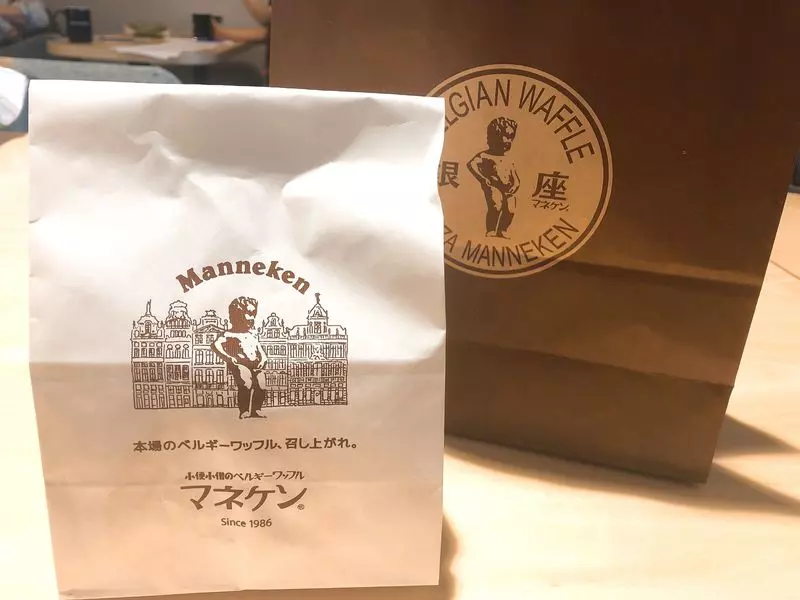 Manneken
本場のベルギーワッフル、召し上がれ。
小便小僧のベルギーワッフル
マネケン®
Since 1986
WAFFLE
座
マネケン®
MANNEKEN